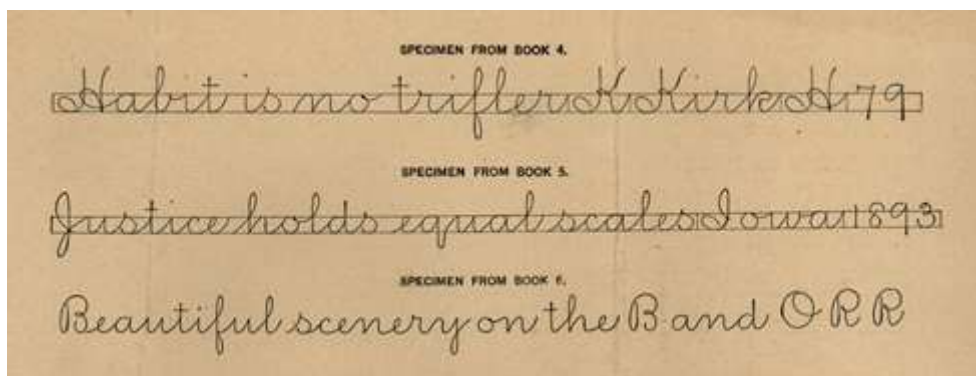 SPECIMEN FROM BOOK 4.
Habit is no trifler K Kirk H 79
SPECIMEN FROM BOOK 5.
Justice holds equal scales Iowa 1893
SPECIMEN FROM BOOK 6.
Beautiful scenery on the B and O R R